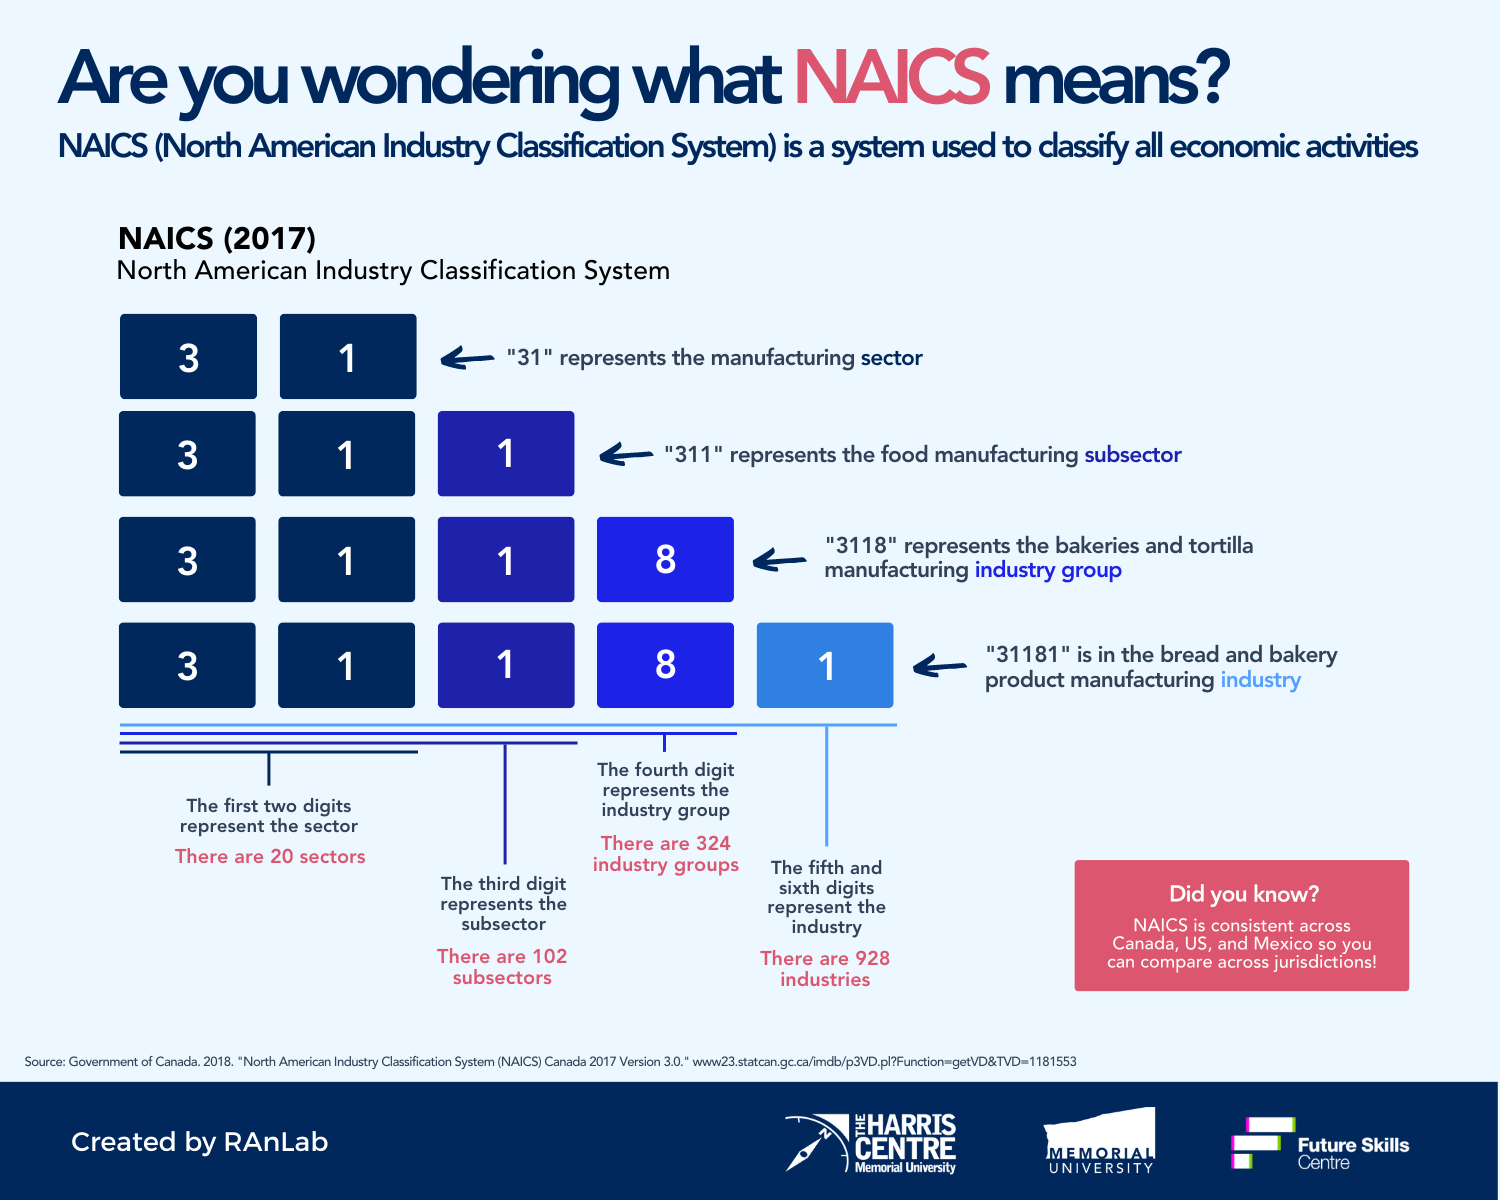 Are you wondering what NAICS means?
NAICS (North American Industry Classification System) is a system used to classify all economic activities
NAICS (2017)
North American Industry Classification System
3 1
"31" represents the manufacturing sector
3 1 1
"311" represents the food manufacturing subsector
3 1 1 8
"3118" represents the bakeries and tortilla
manufacturing industry group
3 1 1 8 1
"31181" is in the bread and bakery
product manufacturing industry
The first two digits
represent the sector
There are 20 sectors
The third digit
represents the
subsector
There are 102
subsectors
The fourth digit
represents the
industry group
There are 324
industry groups
The fifth and
sixth digits
represent the
industry
There are 928
industries
Did you know?
NAICS is consistent across
Canada, US, and Mexico so you
can compare across jurisdictions!
Source: Government of Canada. 2018. "North American Industry Classification System (NAICS) Canada 2017 Version 3.0." www23.statcan.gc.ca/imdb/p3VD.pl?Function=getVD&TVD=1181553
Created by RAnLab
N
THE HARRIS
CENTRE
Memorial University
MEMORIAL
UNIVERSITY
Future Skills
Centre